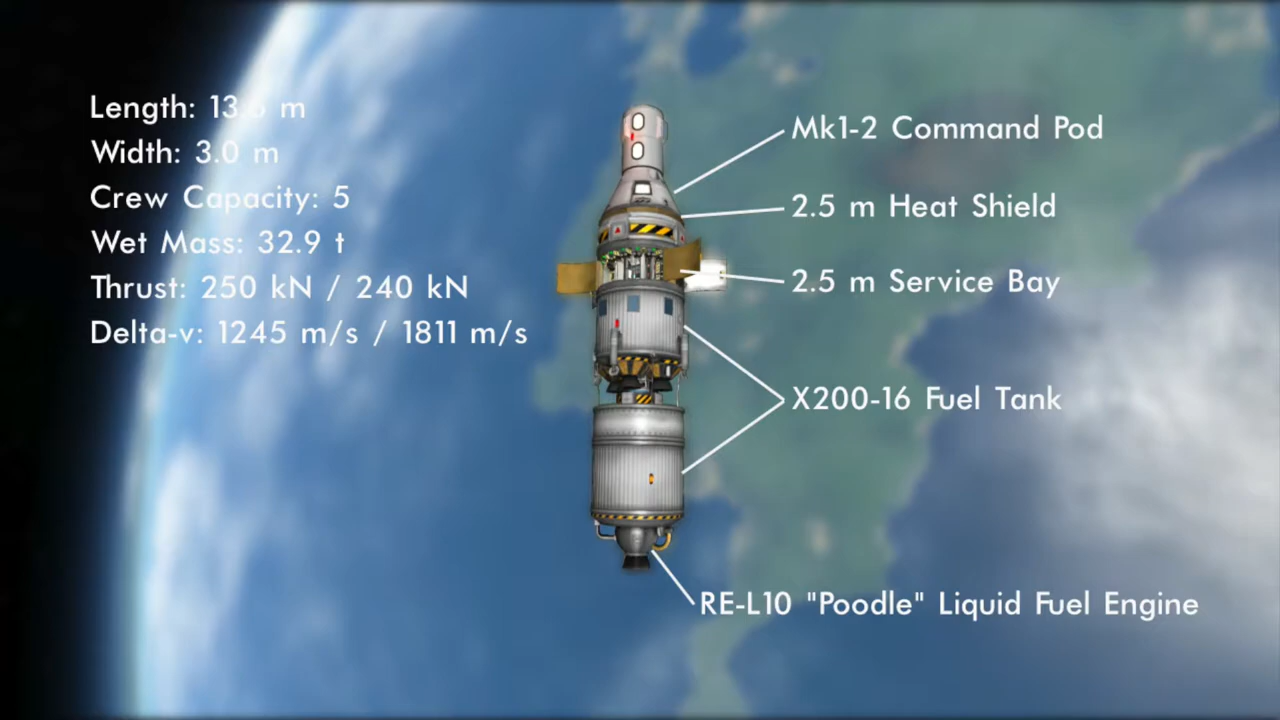 Length: 13. m
Width: 3.0 m
Crew Capacity: 5
Wet Mass: 32.9 t
Thrust: 250 kN / 240 kN
Delta-v: 1245 m/s / 1811 m/s
Mk1-2 Command Pod
2.5 m Heat Shield
2.5 m Service Bay
X200-16 Fuel Tank
RE-L10 "Poodle" Liquid Fuel Engine